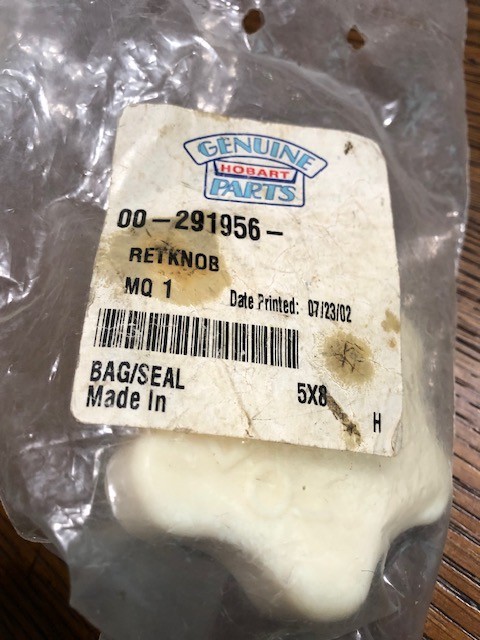 GENUINE
HOBART
PARTS
00-291956-
RETKNOB
MQ 1
Date Printed: 07/23/02
BAG/SEAL
5X8
Made In
H